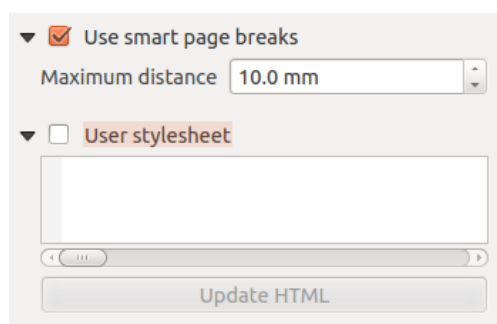 Use smart page breaks
Maximum distance 10.0 mm
User stylesheet
Update HTML